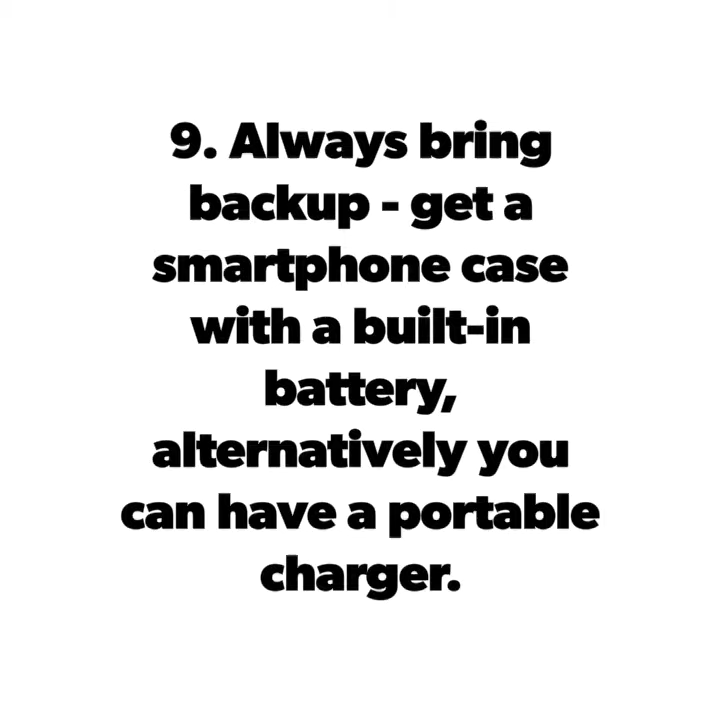 9. Always bring
backup - get a
smartphone case
with a built-in
battery,
alternatively you
can have a portable
charger.